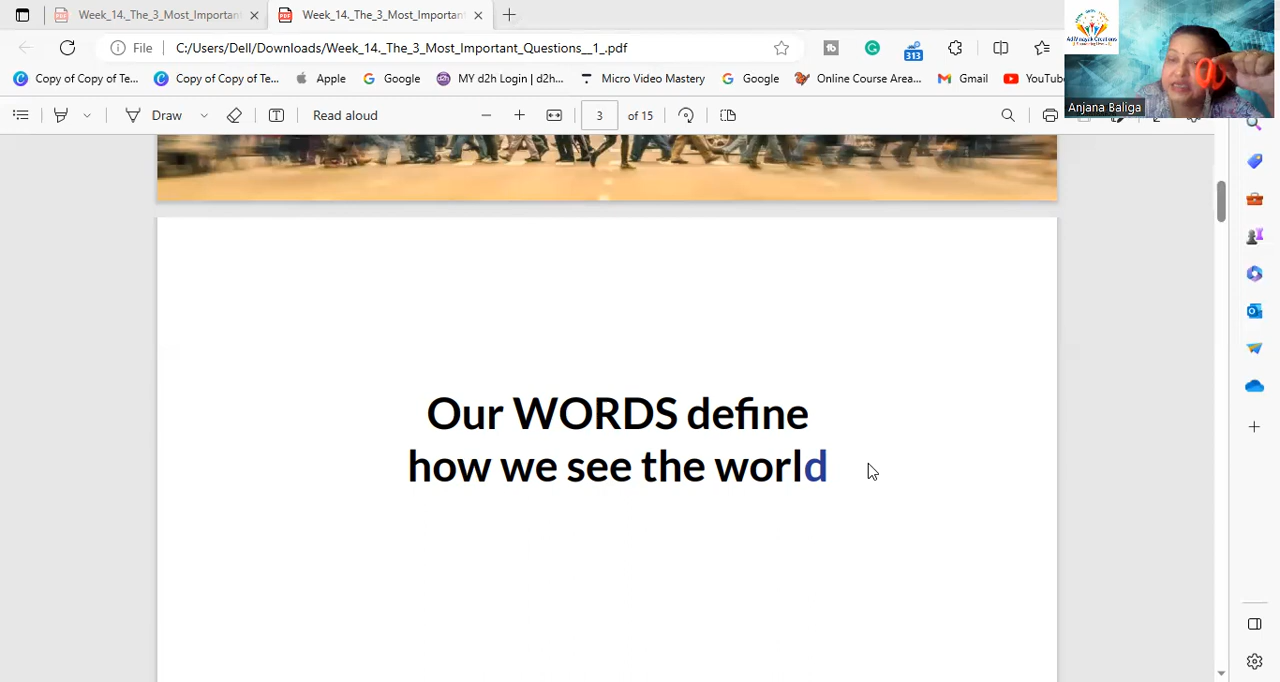 Week_14._The_3_Most_Importan
Week_14._The_3_Most_Important
File
C:/Users/Dell/Downloads/Week_14._The_3_Most_Important_Questions__1_.pdf
313
Copy of Copy of Te...
Copy of Copy of Te...
Apple
Google
MY d2h Login | d2h...
Micro Video Mastery
Google
Online Course Area...
Gmail
YouTub
Draw
Read aloud
3
of 15
Anjana Baliga
Our WORDS define
how we see the world